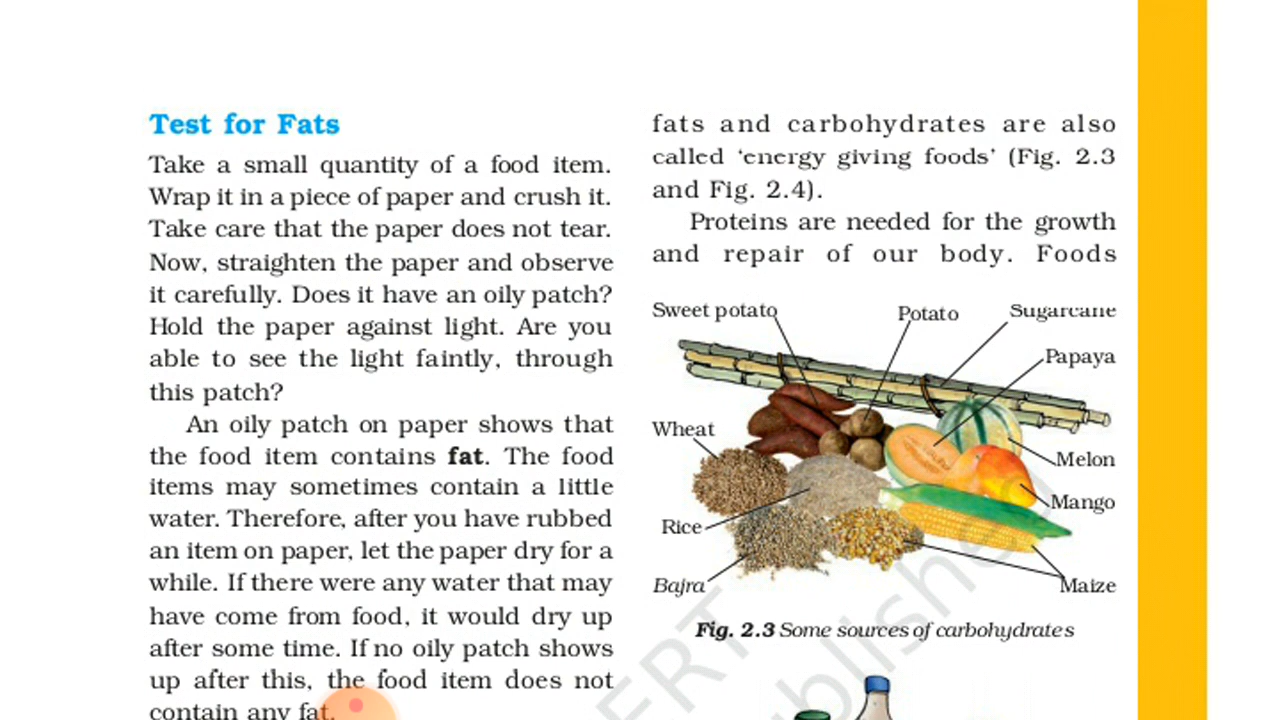 Test for Fats
Take a small quantity of a food item.
Wrap it in a piece of paper and crush it.
Take care that the paper does not tear.
Now, straighten the paper and observe
it carefully. Does it have an oily patch?
Hold the paper against light. Are you
able to see the light faintly, through
this patch?
An oily patch on paper shows that
the food item contains fat. The food
items may sometimes contain a little
water. Therefore, after you have rubbed
an item on paper, let the paper dry for a
while. If there were any water that may
have come from food, it would dry up
after some time. If no oily patch shows
up after this, the food item does not
contain any fat.
fats and carbohydrates are also
called ‘energy giving foods’ (Fig. 2.3
and Fig. 2.4).
Proteins are needed for the growth
and repair of our body. Foods
Sweet potato
Potato
Sugarcane
Papaya
Wheat
Melon
Mango
Rice
Bajra
Maize
Fig. 2.3 Some sources of carbohydrates